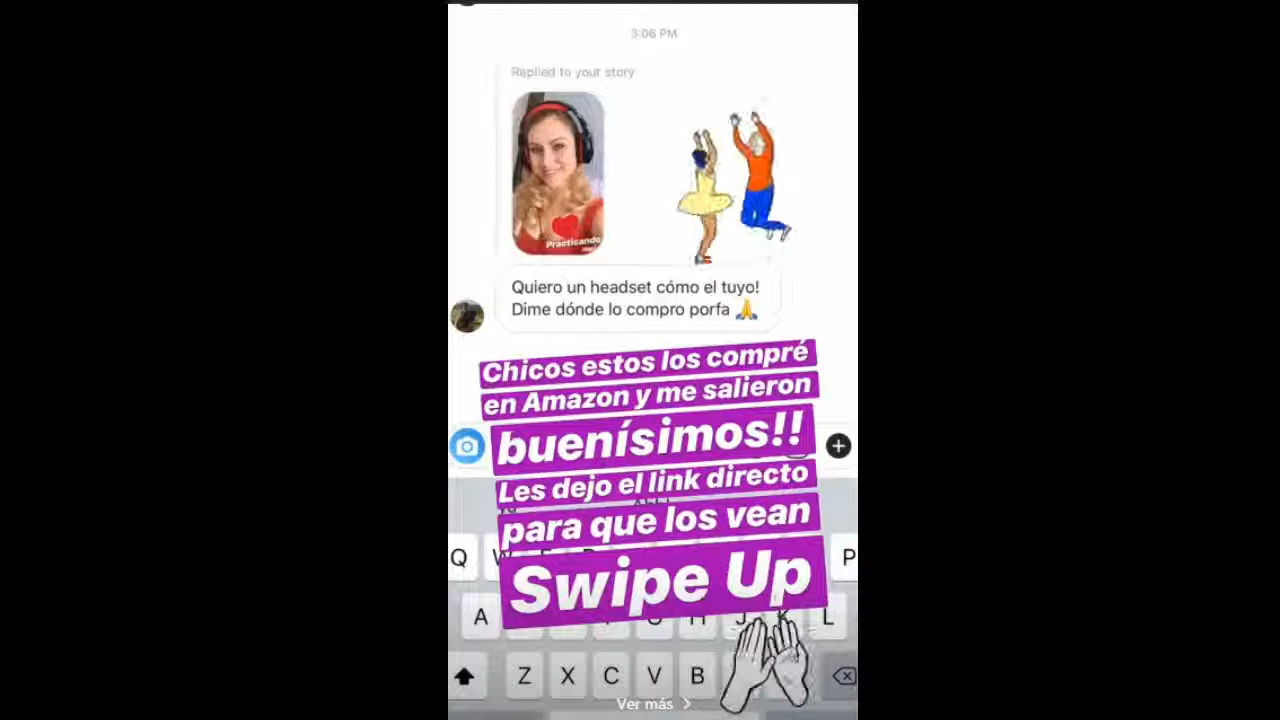 3:06 PM
Replied to your story
Practicando
Quiero un headset cómo el tuyo!
Dime dónde lo compro porfa 🙏
Chicos estos los compré
en Amazon y me salieron
buenísimos!!
Les dejo el link directo
para que los vean
Swipe Up
Q W E P
A H J K L
Z X C V B
Ver más